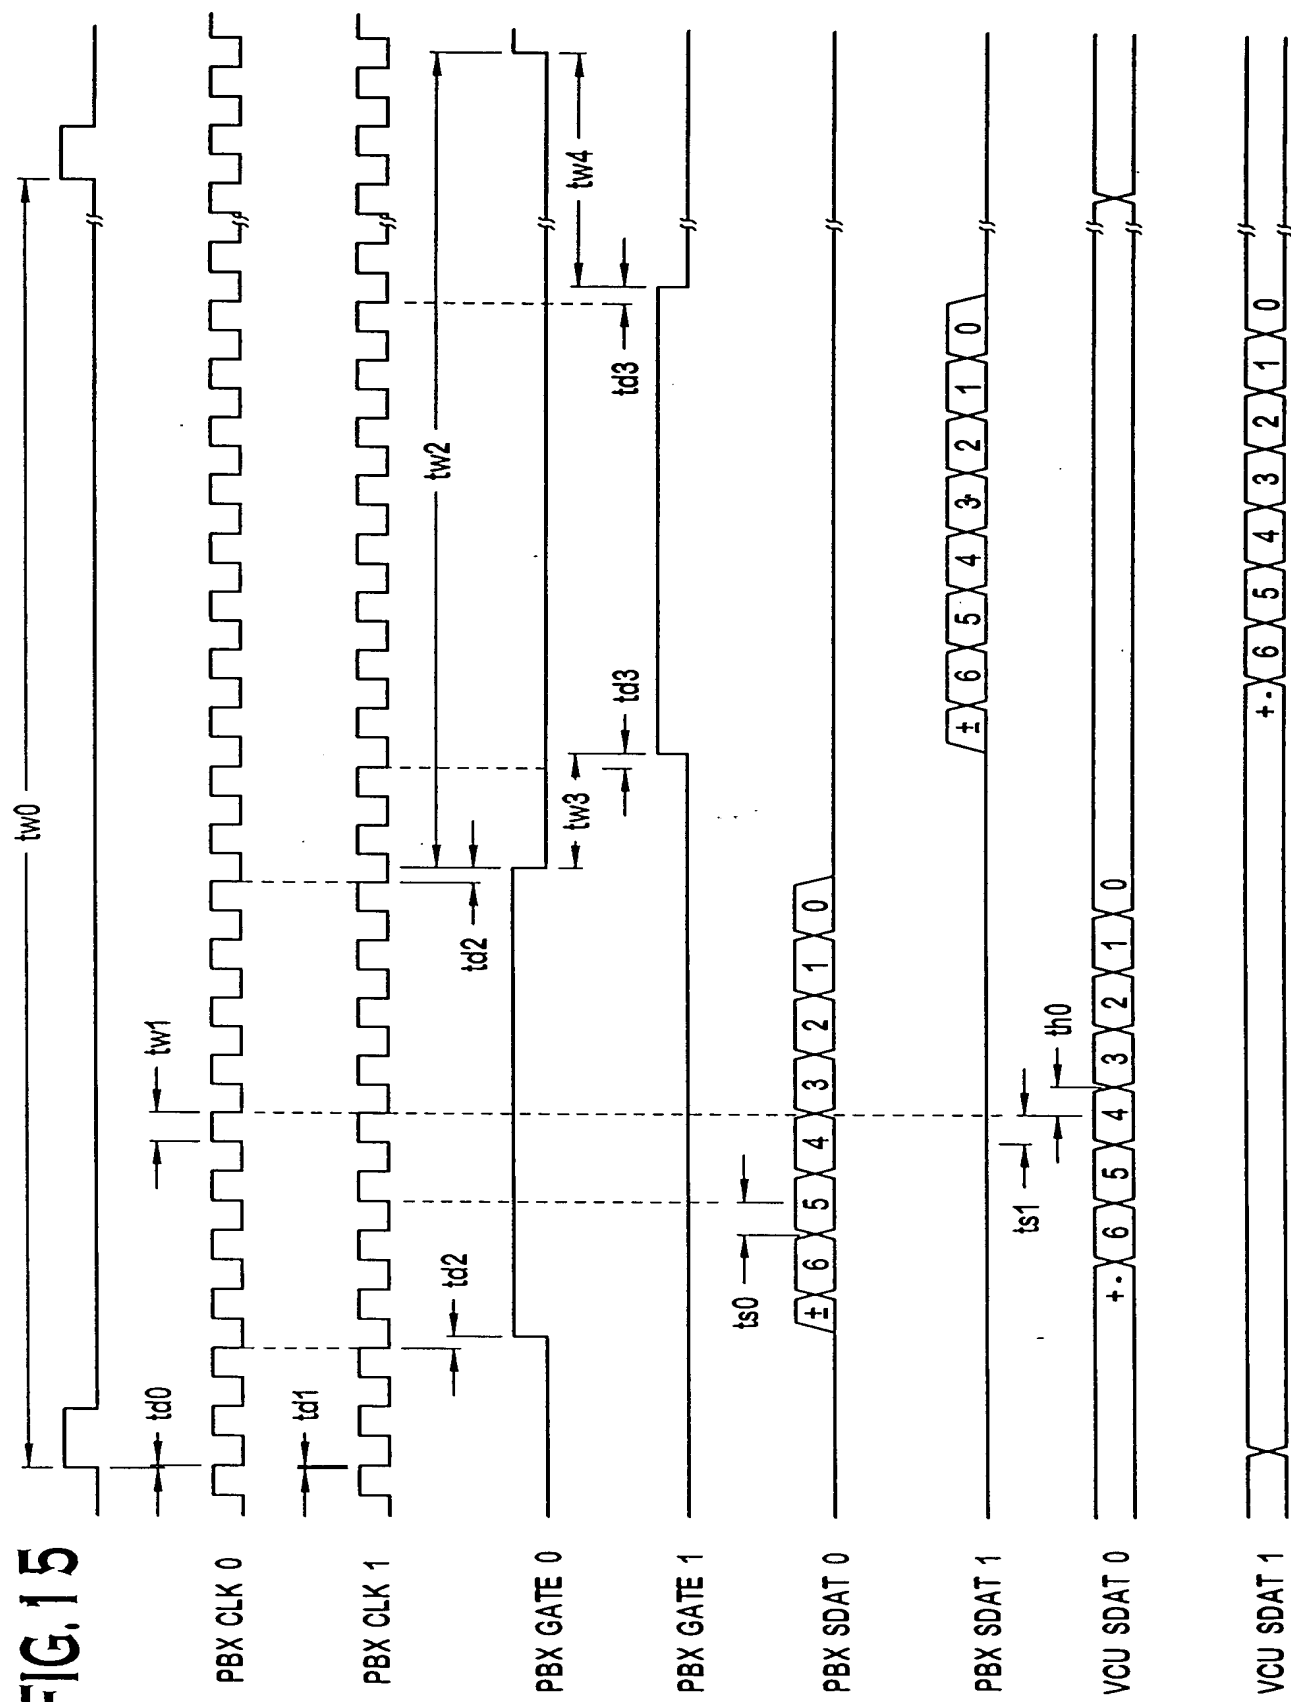 FIG. 15
tw0
td0
tw1
PBX CLK 0
td1
PBX CLK 1
td2
td2
tw2
PBX GATE 0
tw3
tw4
td3
td3
PBX GATE 1
ts0
± 6 5 4 3 2 1 0
PBX SDAT 0
± 6 5 4 3 2 1 0
PBX SDAT 1
ts1
th0
+- 6 5 4 3 2 1 0
VCU SDAT 0
+- 6 5 4 3 2 1 0
VCU SDAT 1